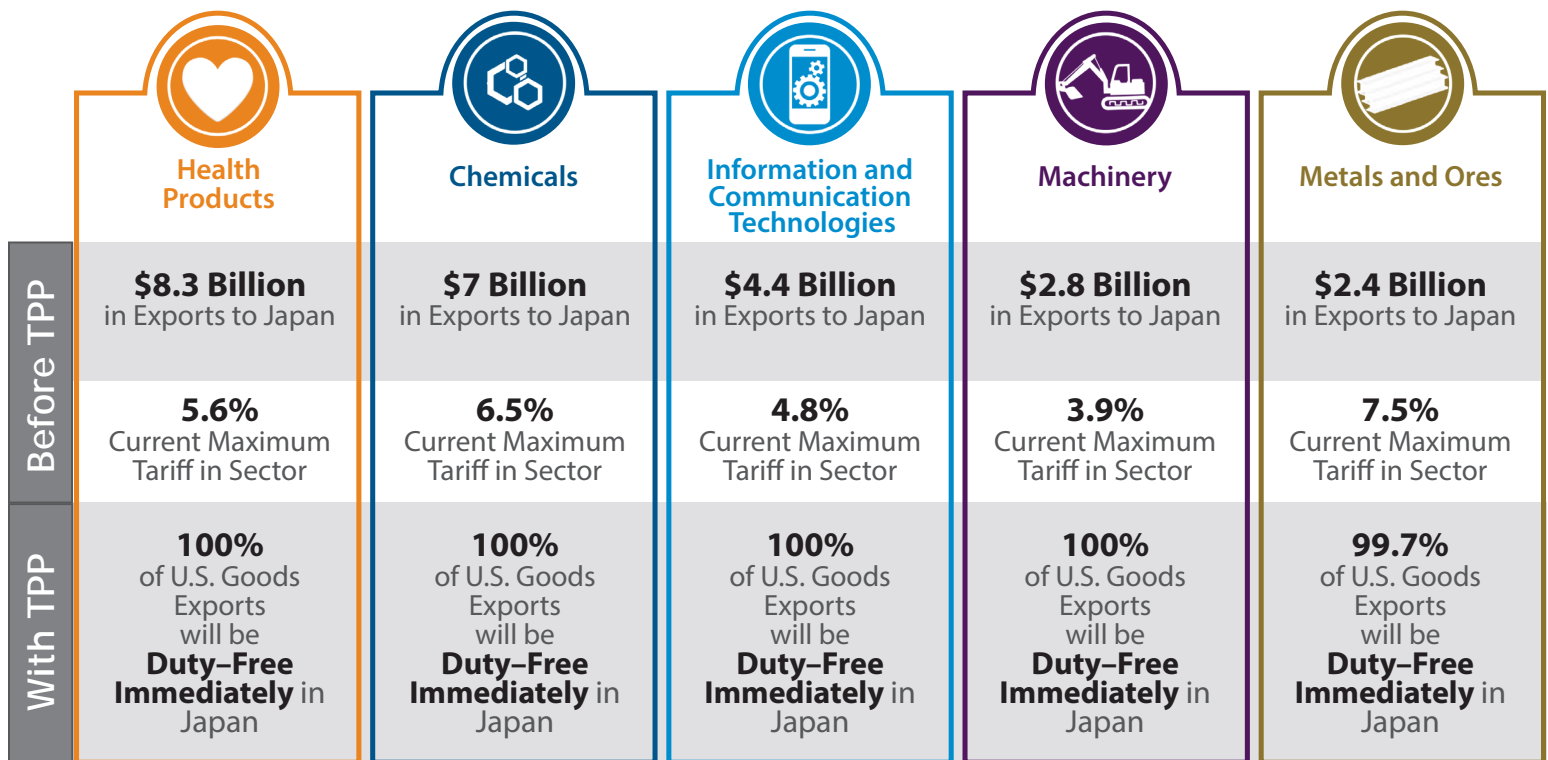 Health
Products
Chemicals
Information and
Communication
Technologies
Machinery
Metals and Ores
Before TPP
$8.3 Billion
in Exports to Japan
$7 Billion
in Exports to Japan
$4.4 Billion
in Exports to Japan
$2.8 Billion
in Exports to Japan
$2.4 Billion
in Exports to Japan
5.6%
Current Maximum
Tariff in Sector
6.5%
Current Maximum
Tariff in Sector
4.8%
Current Maximum
Tariff in Sector
3.9%
Current Maximum
Tariff in Sector
7.5%
Current Maximum
Tariff in Sector
With TPP
100%
of U.S. Goods
Exports
will be
Duty–Free
Immediately in
Japan
100%
of U.S. Goods
Exports
will be
Duty–Free
Immediately in
Japan
100%
of U.S. Goods
Exports
will be
Duty–Free
Immediately in
Japan
100%
of U.S. Goods
Exports
will be
Duty–Free
Immediately in
Japan
99.7%
of U.S. Goods
Exports
will be
Duty–Free
Immediately in
Japan